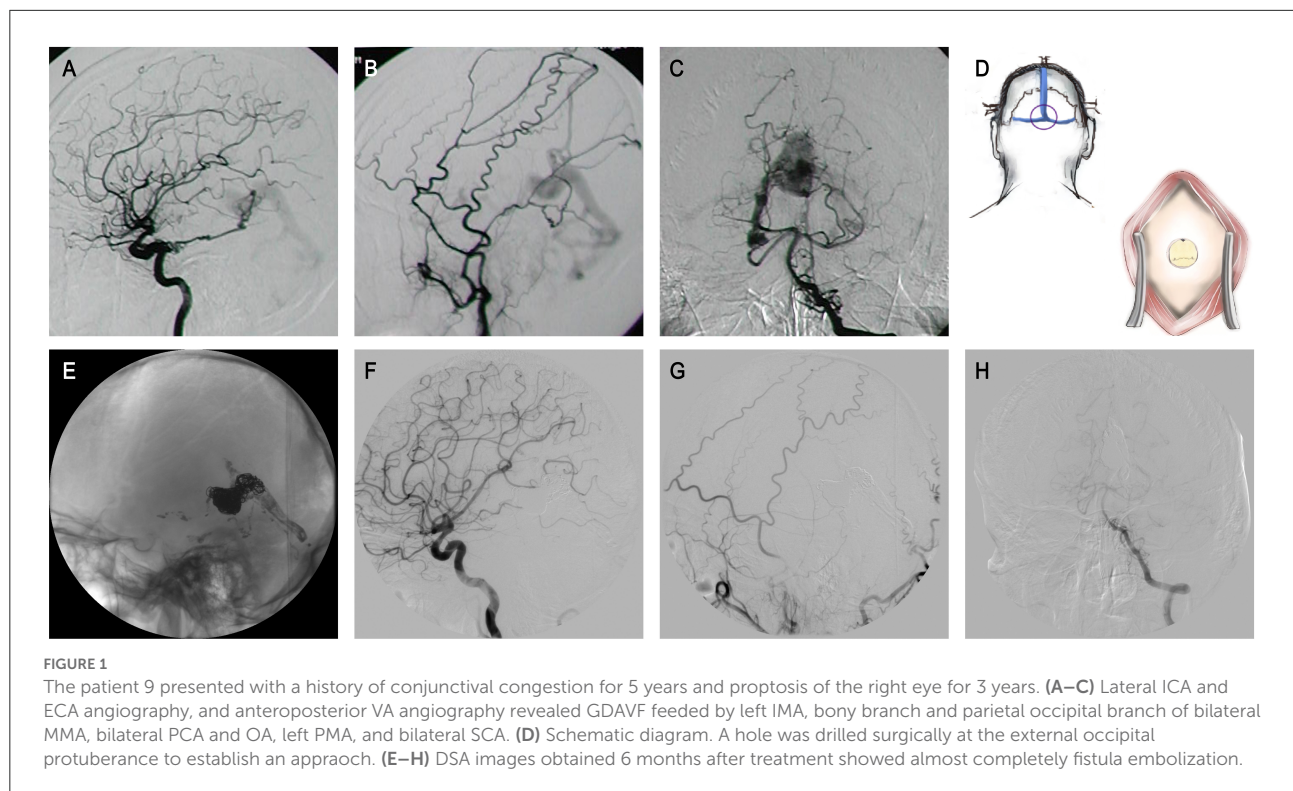 A
B
C
D
E
F
G
H
FIGURE 1
The patient 9 presented with a history of conjunctival congestion for 5 years and proptosis of the right eye for 3 years. (A–C) Lateral ICA and
ECA angiography, and anteroposterior VA angiography revealed GDAVF feeded by left IMA, bony branch and parietal occipital branch of bilateral
MMA, bilateral PCA and OA, left PMA, and bilateral SCA. (D) Schematic diagram. A hole was drilled surgically at the external occipital
protuberance to establish an appraoch. (E–H) DSA images obtained 6 months after treatment showed almost completely fistula embolization.